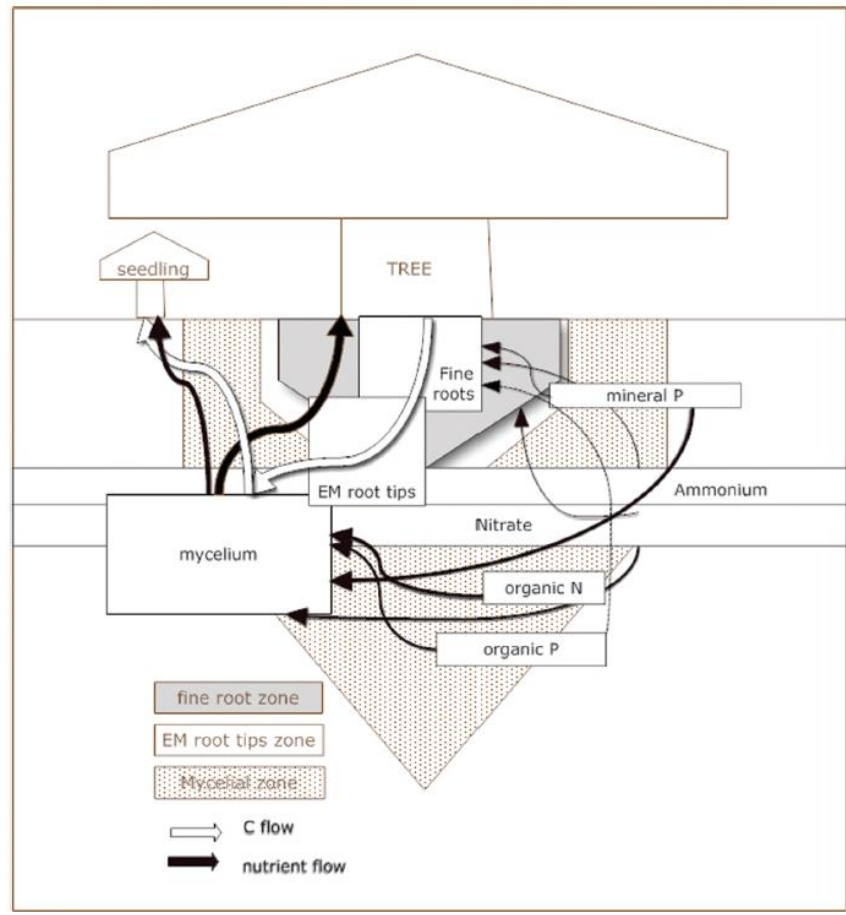 seedling
TREE
Fine
roots
mineral P
EM root tips
Ammonium
Nitrate
mycelium
organic N
organic P
fine root zone
EM root tips zone
Mycelial zone
C flow
nutrient flow